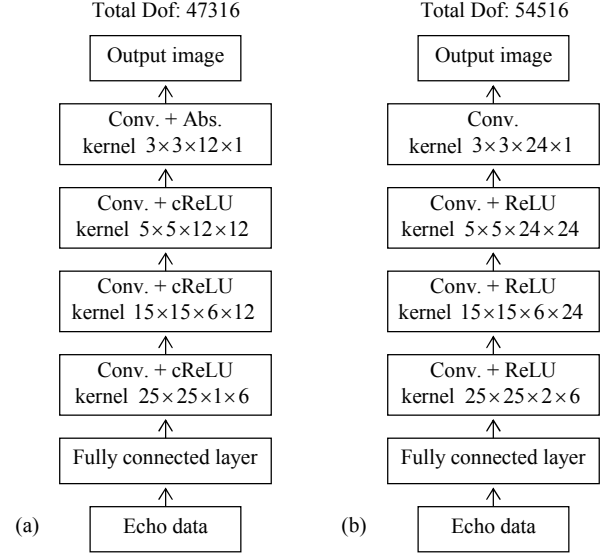 Total Dof: 47316
Output image
Conv. + Abs.
kernel 3×3×12×1
Conv. + cReLU
kernel 5×5×12×12
Conv. + cReLU
kernel 15×15×6×12
Conv. + cReLU
kernel 25×25×1×6
Fully connected layer
(a)
Echo data
Total Dof: 54516
Output image
Conv.
kernel 3×3×24×1
Conv. + ReLU
kernel 5×5×24×24
Conv. + ReLU
kernel 15×15×6×24
Conv. + ReLU
kernel 25×25×2×6
Fully connected layer
(b)
Echo data